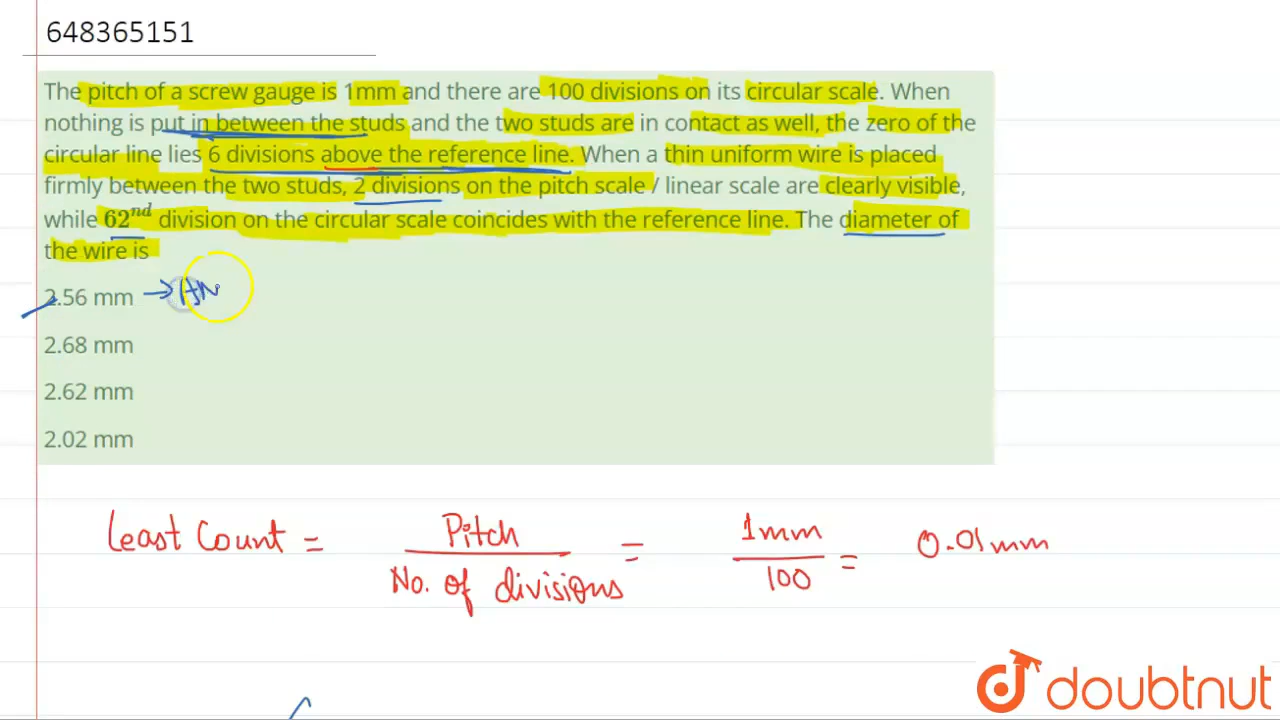 648365151
The pitch of a screw gauge is 1mm and there are 100 divisions on its circular scale. When
nothing is put in between the studs and the two studs are in contact as well, the zero of the
circular line lies 6 divisions above the reference line. When a thin uniform wire is placed
firmly between the two studs, 2 divisions on the pitch scale / linear scale are clearly visible,
while 62nd division on the circular scale coincides with the reference line. The diameter of
the wire is
2.56 mm
2.68 mm
2.62 mm
2.02 mm
Least Count = Pitch / No. of divisions = 1mm / 100 = 0.01mm
doubtnut